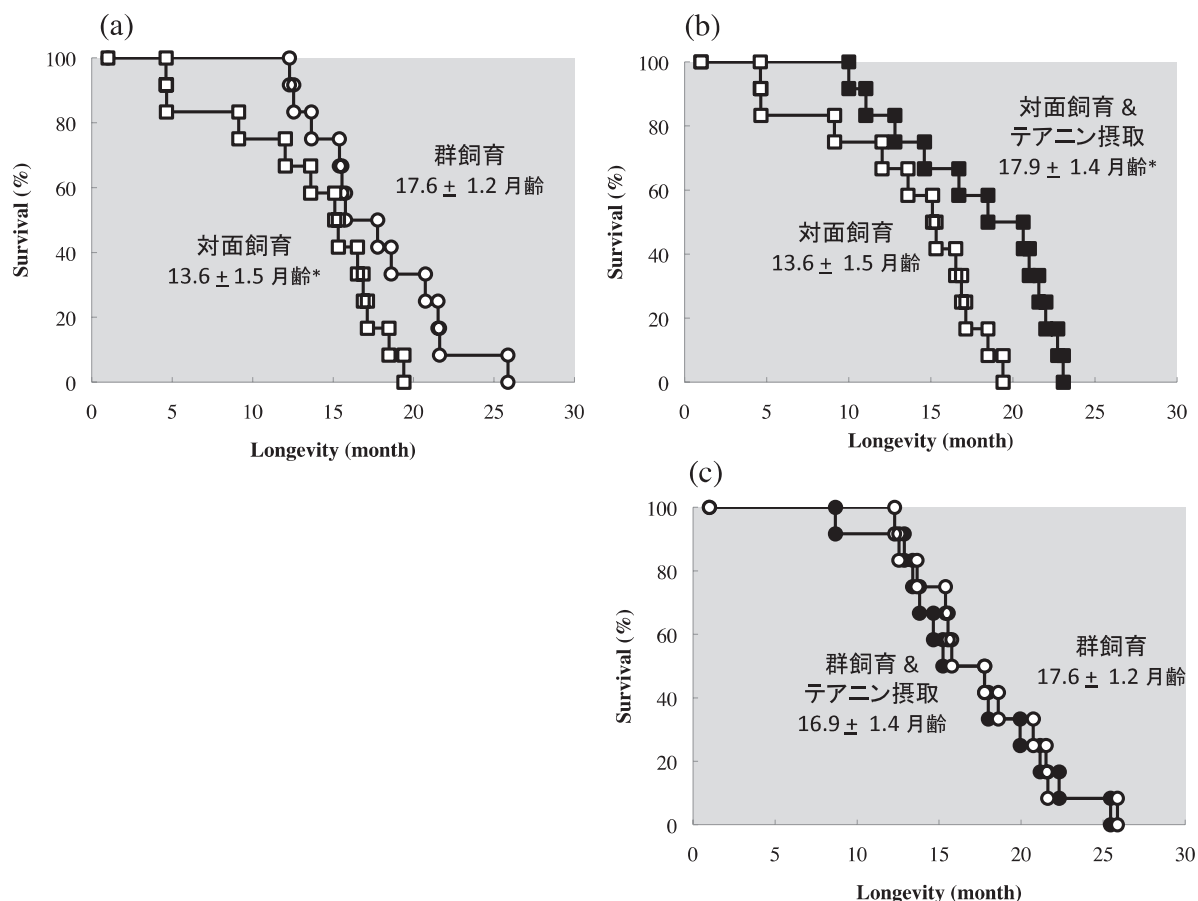 (a)
100
80
60
40
20
0
Survival (%)
群飼育
17.6 ± 1.2 月齢
対面飼育
13.6 ± 1.5 月齢*
0 5 10 15 20 25 30
Longevity (month)
(b)
100
80
60
40
20
0
Survival (%)
対面飼育 &
テアニン摂取
17.9 ± 1.4 月齢*
対面飼育
13.6 ± 1.5 月齢
0 5 10 15 20 25 30
Longevity (month)
(c)
100
80
60
40
20
0
Survival (%)
群飼育 &
テアニン摂取
16.9 ± 1.4 月齢
群飼育
17.6 ± 1.2 月齢
0 5 10 15 20 25 30
Longevity (month)